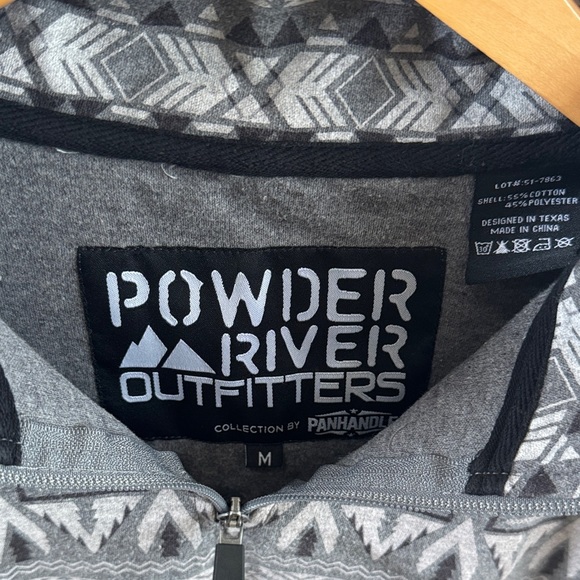 POWDER
RIVER
OUTFITTERS
COLLECTION BY PANHANDLE
M
LOT#: 51-7863
SHELL: 55% COTTON
45% POLYESTER
DESIGNED IN TEXAS
MADE IN CHINA